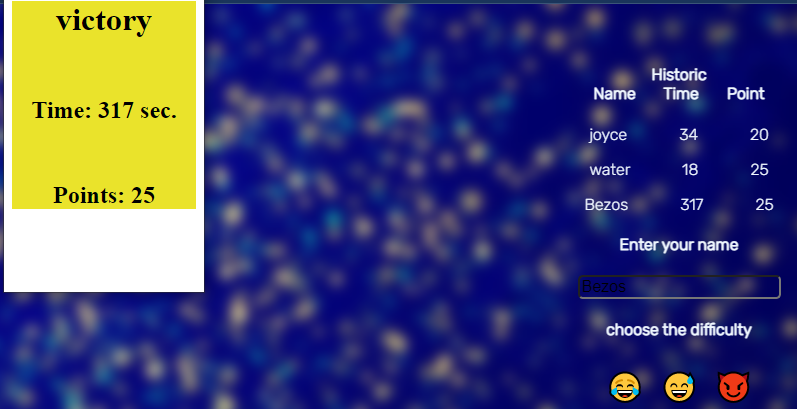 victory
Time: 317 sec.
Points: 25
Historic
Name Time Point
joyce 34 20
water 18 25
Bezos 317 25
Enter your name
Bezos
choose the difficulty